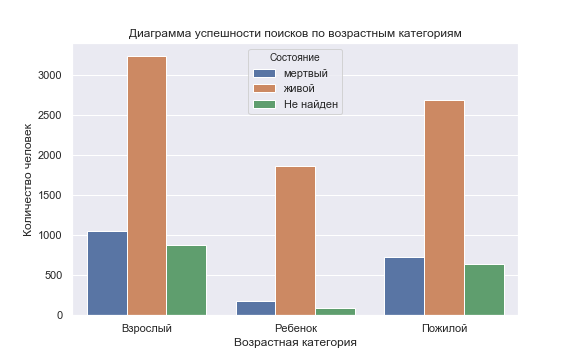 Диаграмма успешности поисков по возрастным категориям
Состояние
мертвый
живой
Не найден
Количество человек
3000
2500
2000
1500
1000
500
0
Взрослый Ребенок Пожилой
Возрастная категория